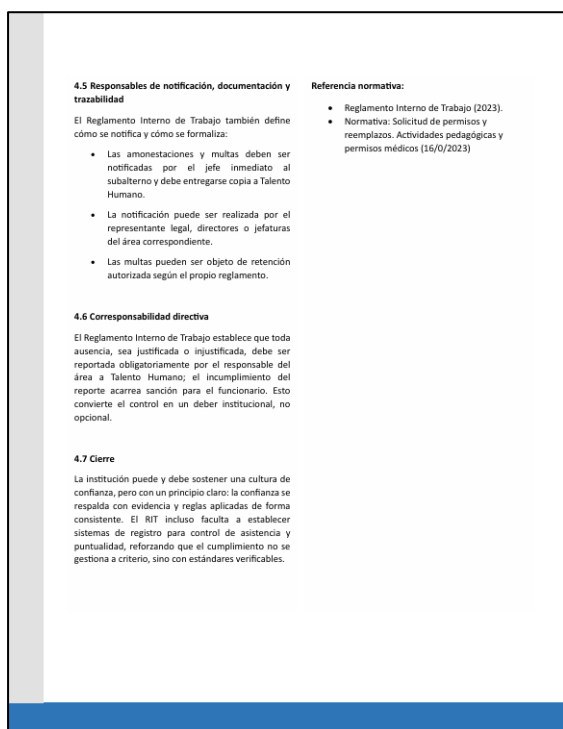 4.5 Responsables de notificación, documentación y
trazabilidad
El Reglamento Interno de Trabajo también define
cómo se notifica y cómo se formaliza:
• Las amonestaciones y multas deben ser
notificadas por el jefe inmediato al
subalterno y debe entregarse copia a Talento
Humano.
• La notificación puede ser realizada por el
representante legal, directores o jefaturas
del área correspondiente.
• Las multas pueden ser objeto de retención
autorizada según el propio reglamento.
4.6 Corresponsabilidad directiva
El Reglamento Interno de Trabajo establece que toda
ausencia, sea justificada o injustificada, debe ser
reportada obligatoriamente por el responsable del
área a Talento Humano; el incumplimiento del
reporte acarrea sanción para el funcionario. Esto
convierte el control en un deber institucional, no
opcional.
4.7 Cierre
La institución puede y debe sostener una cultura de
confianza, pero con un principio claro: la confianza se
respalda con evidencia y reglas aplicadas de forma
consistente. El RIT incluso faculta a establecer
sistemas de registro para control de asistencia y
puntualidad, reforzando que el cumplimiento no se
gestiona a criterio, sino con estándares verificables.
Referencia normativa:
• Reglamento Interno de Trabajo (2023).
• Normativa: Solicitud de permisos y
reemplazos. Actividades pedagógicas y
permisos médicos (16/0/2023)